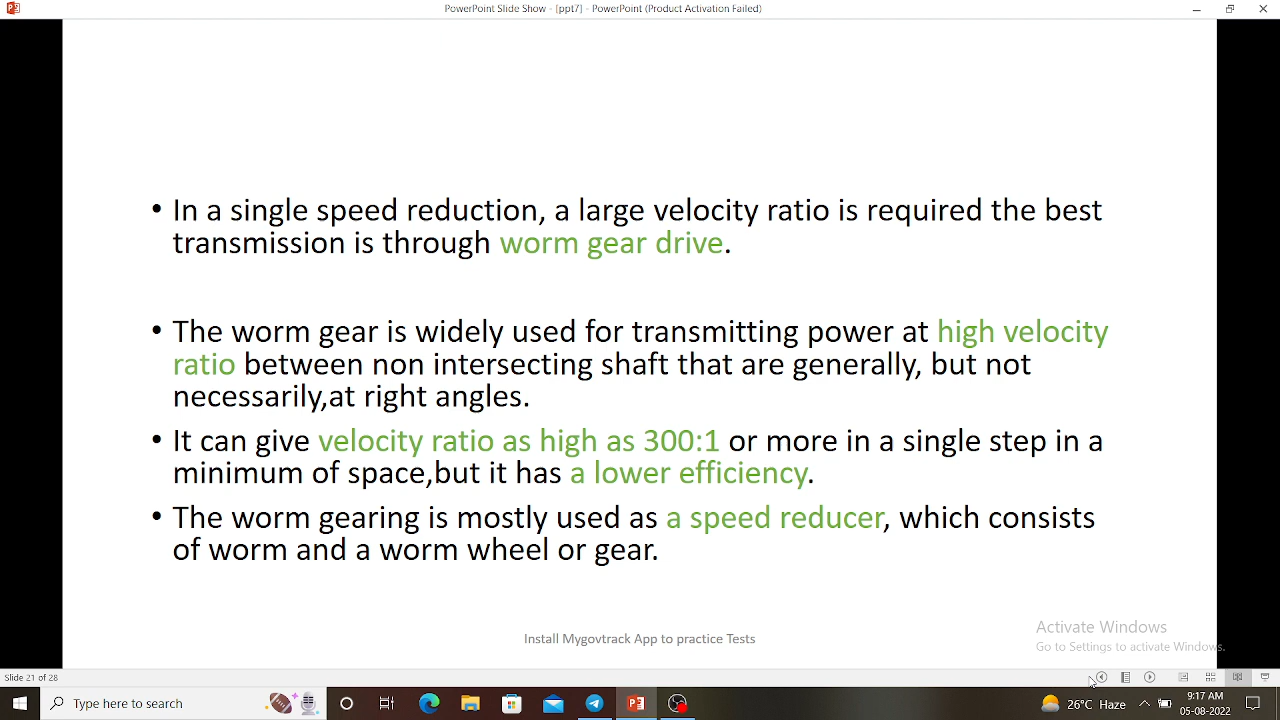 PowerPoint Slide Show - [ppt7] - PowerPoint (Product Activation Failed)
• In a single speed reduction, a large velocity ratio is required the best
transmission is through worm gear drive.
• The worm gear is widely used for transmitting power at high velocity
ratio between non intersecting shaft that are generally, but not
necessarily,at right angles.
• It can give velocity ratio as high as 300:1 or more in a single step in a
minimum of space,but it has a lower efficiency.
• The worm gearing is mostly used as a speed reducer, which consists
of worm and a worm wheel or gear.
Install Mygovtrack App to practice Tests
Activate Windows
Go to Settings to activate Windows.
Slide 21 of 28
Type here to search
26°C Haze
9:17 AM
05-08-2022